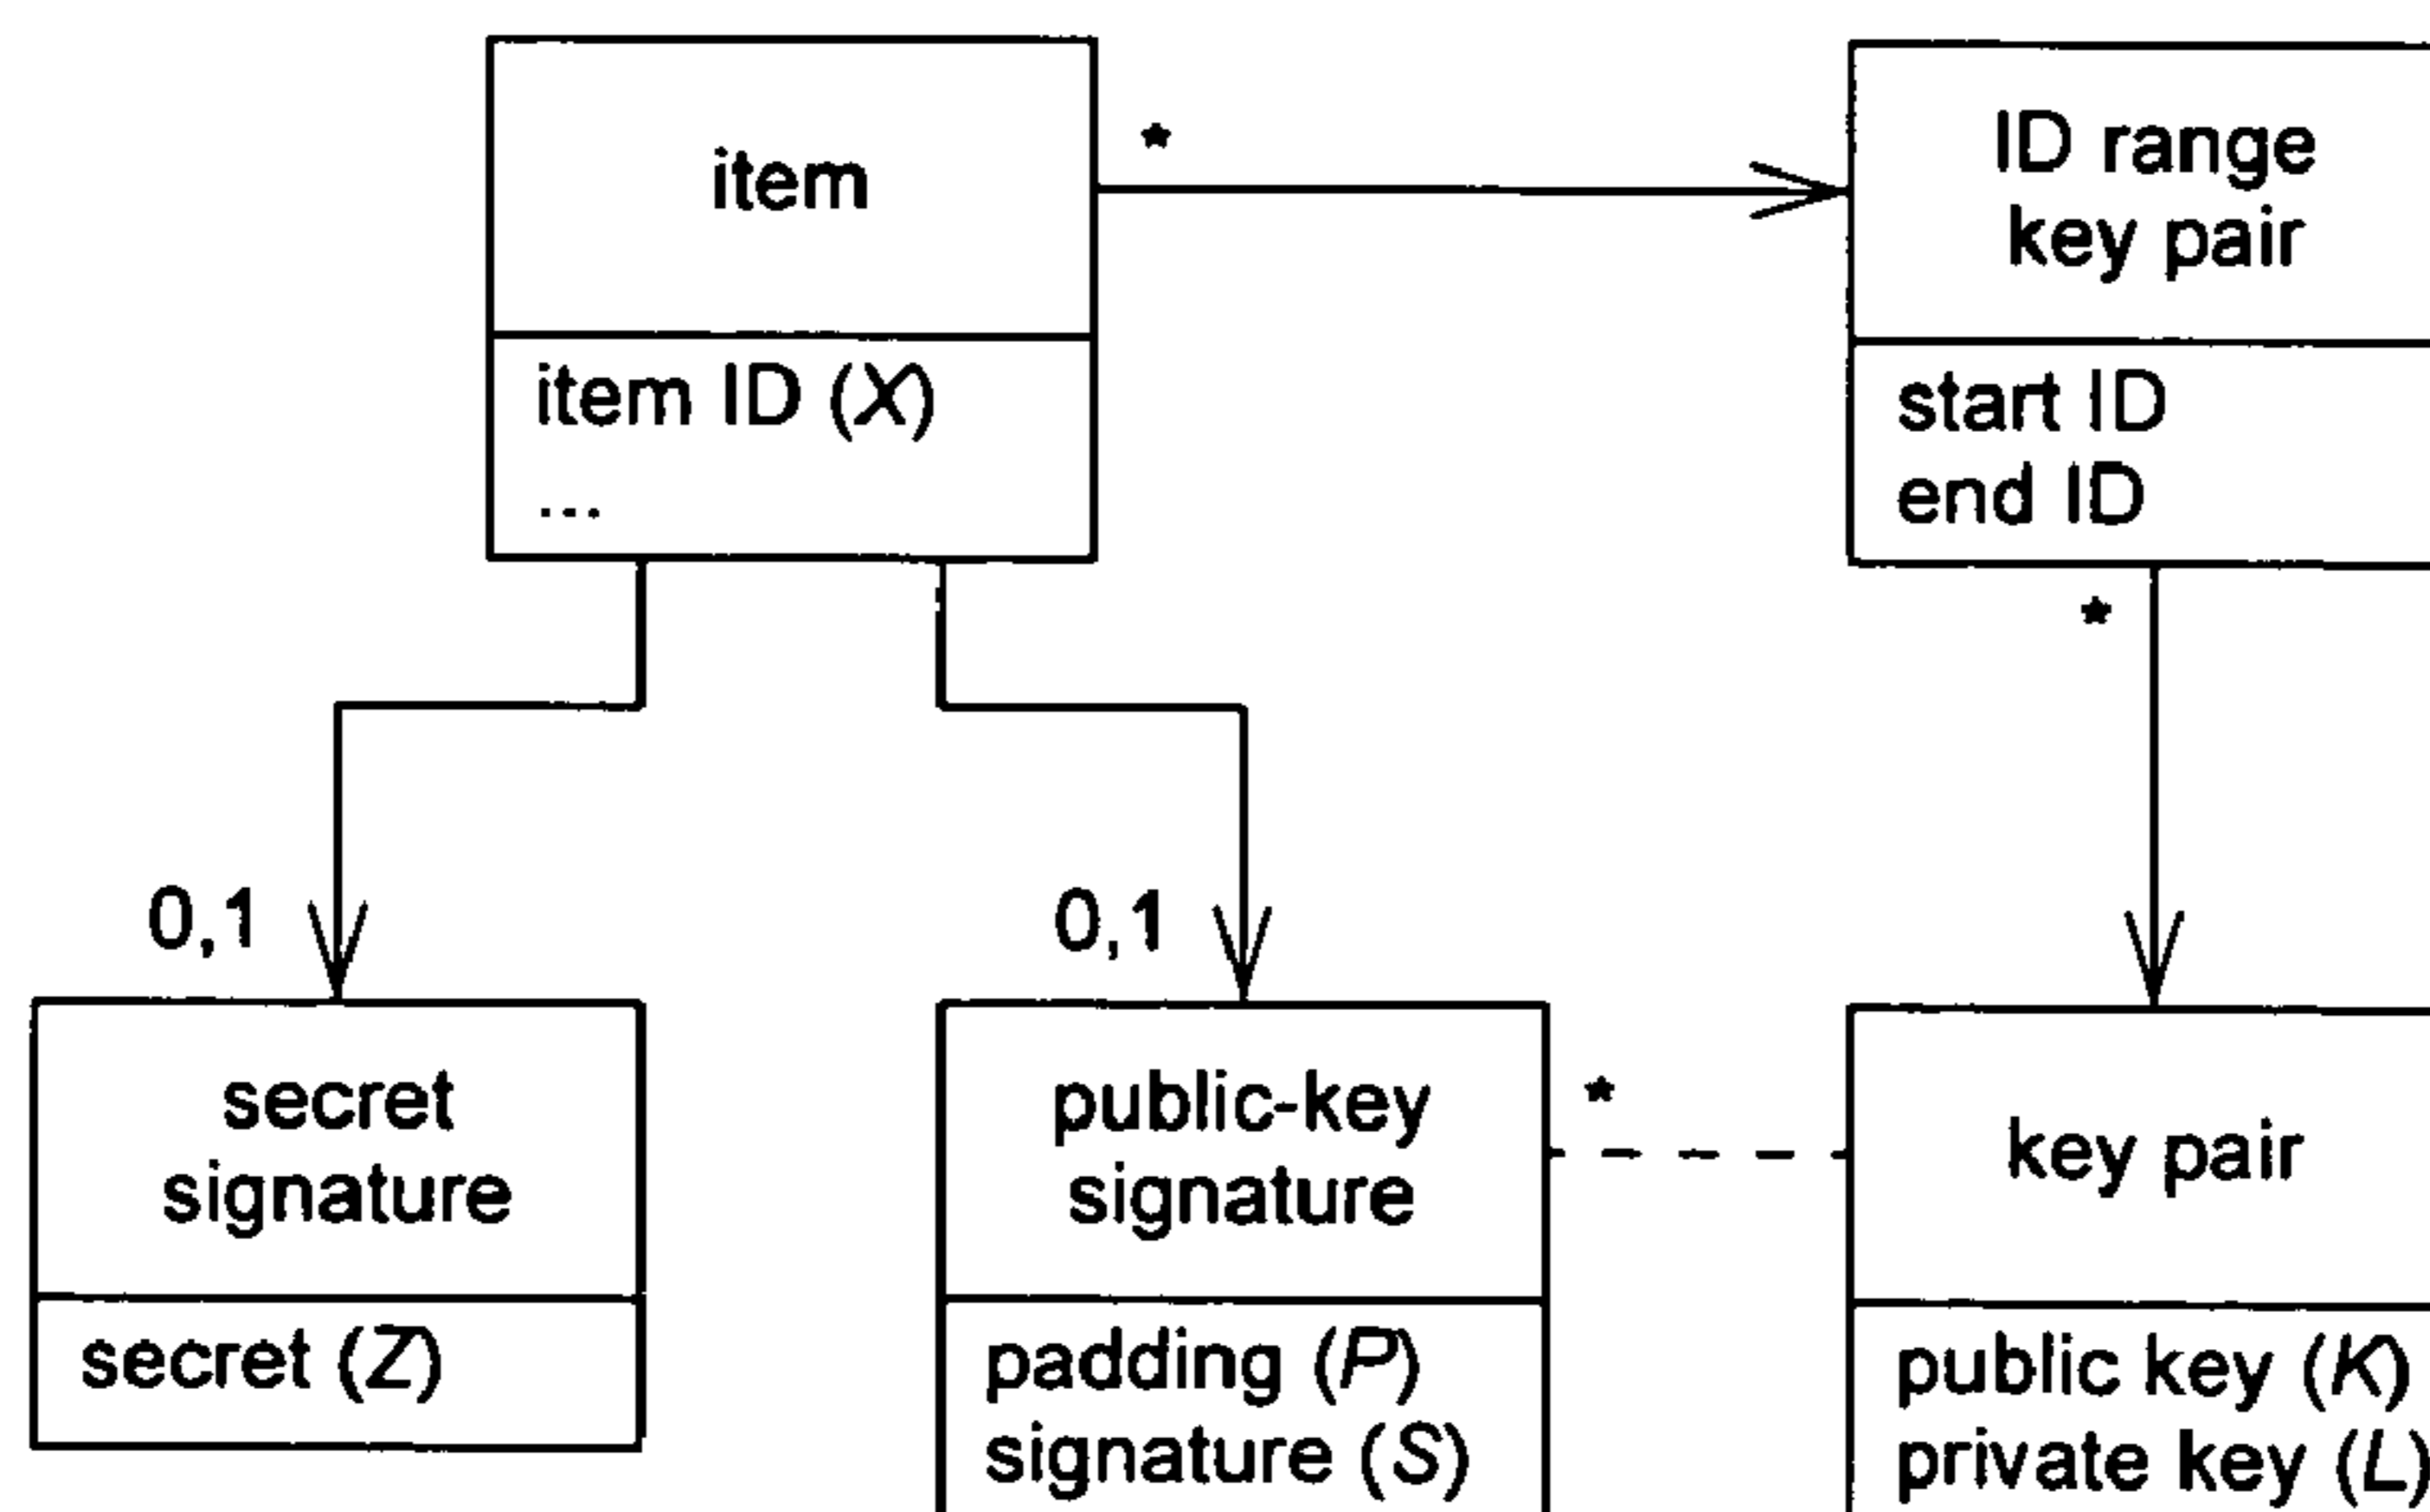 item
*
ID range
key pair
item ID (X)
...
start ID
end ID
*
0,1
0,1
secret
signature
public-key
signature
*
key pair
secret (Z)
padding (P)
signature (S)
public key (K)
private key (L)